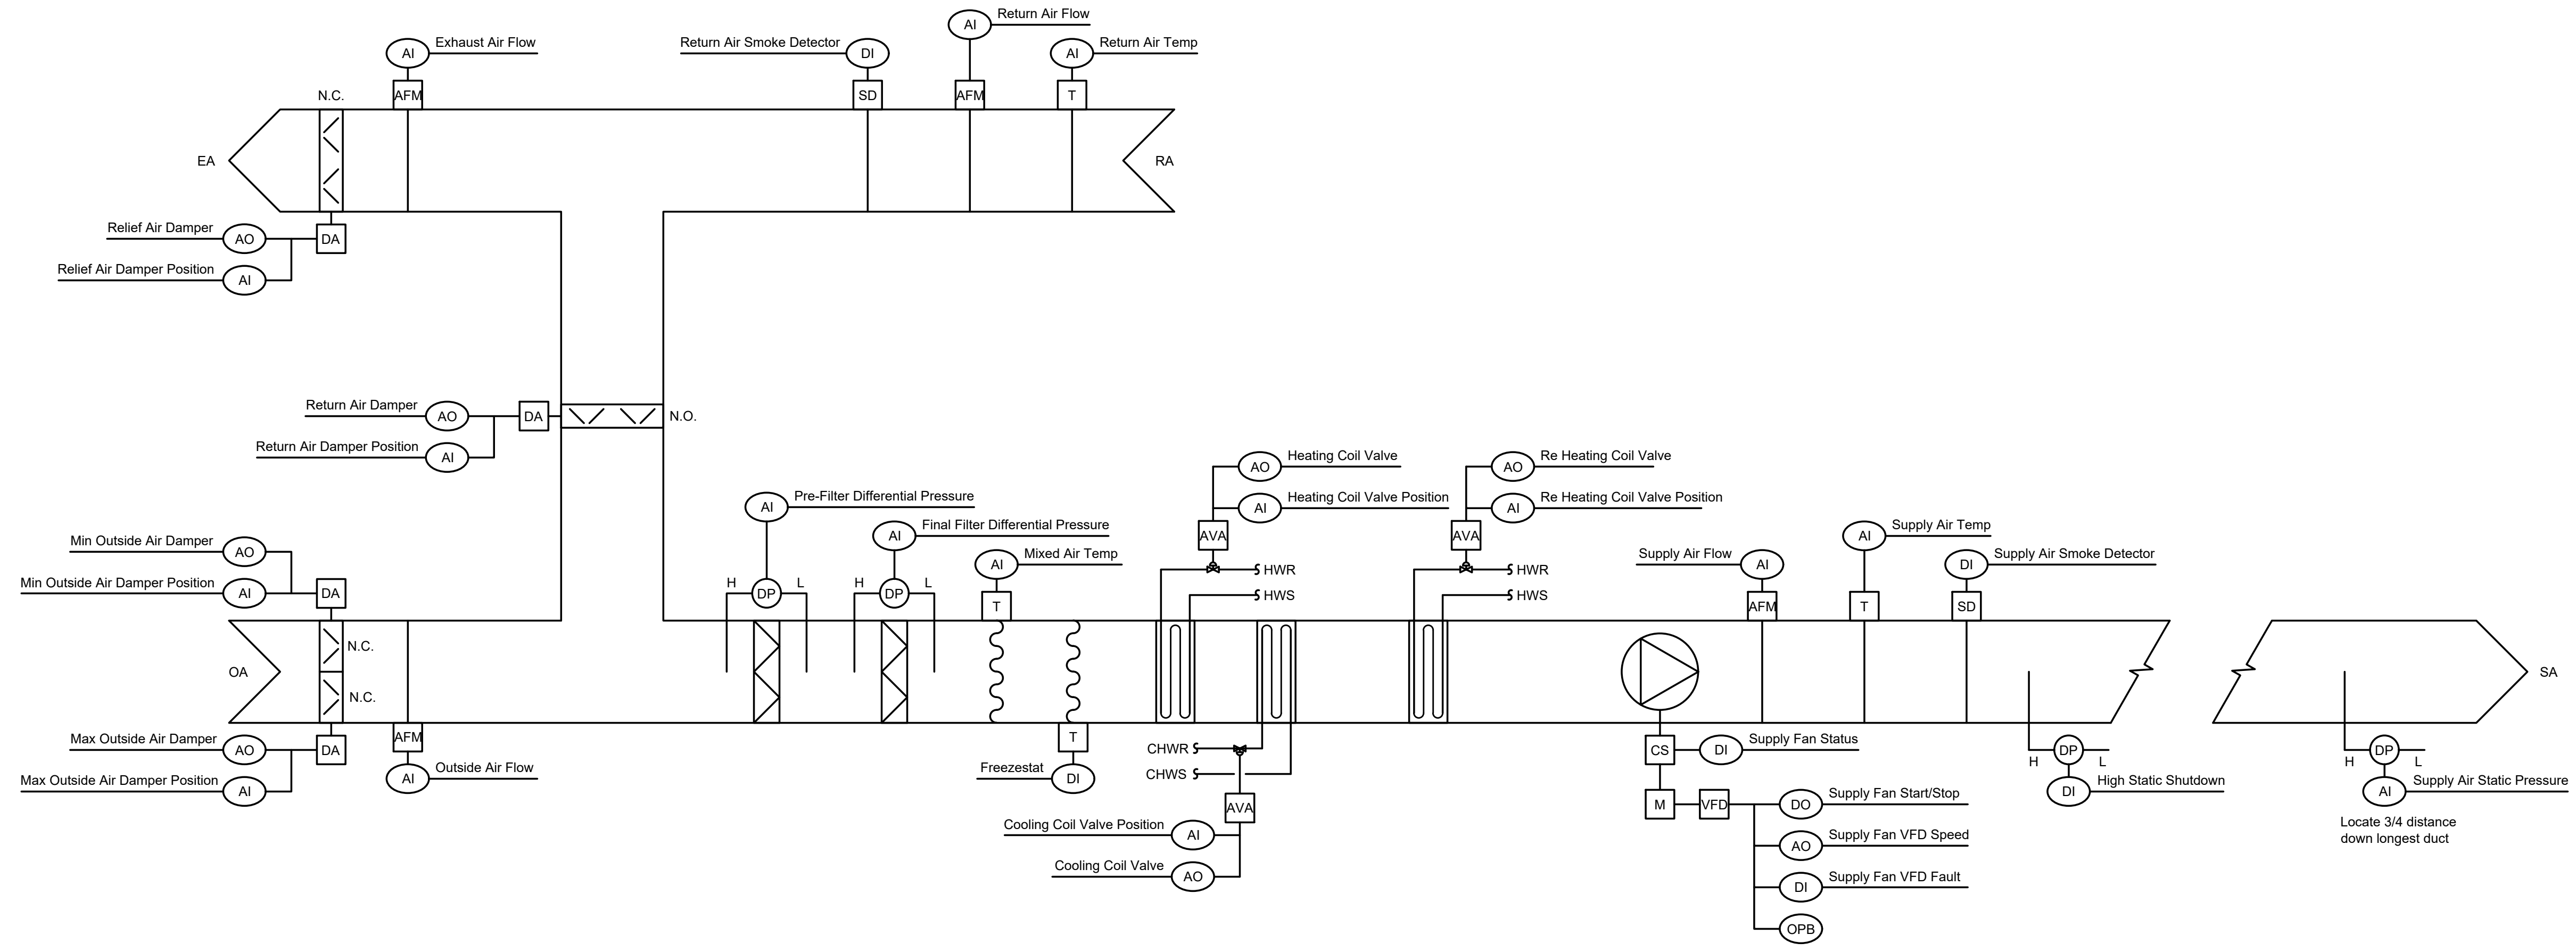 AI Return Air Flow
AI Exhaust Air Flow
Return Air Smoke Detector DI
AI Return Air Temp
N.C.
AFM
SD
AFM
T
EA
RA
Relief Air Damper AO
DA
Relief Air Damper Position AI
Return Air Damper AO
DA
N.O.
Return Air Damper Position AI
AO Heating Coil Valve
AO Re Heating Coil Valve
AI Pre-Filter Differential Pressure
AI Heating Coil Valve Position
AI Re Heating Coil Valve Position
AI Final Filter Differential Pressure
AVA
AVA
AI Supply Air Temp
Min Outside Air Damper AO
AI Mixed Air Temp
HWR
HWR
Supply Air Flow AI
DI Supply Air Smoke Detector
Min Outside Air Damper Position AI
DA
H DP L
H DP L
T
HWS
HWS
AFM
T
SD
N.C.
OA
SA
N.C.
Max Outside Air Damper AO
DA
AFM
T
CHWR
CS
DI Supply Fan Status
H DP L
H DP L
Max Outside Air Damper Position AI
AI Outside Air Flow
Freezestat DI
CHWS
DI High Static Shutdown
AI Supply Air Static Pressure
AVA
M
VFD
DO Supply Fan Start/Stop
Locate 3/4 distance
down longest duct
Cooling Coil Valve Position AI
AO Supply Fan VFD Speed
Cooling Coil Valve AO
DI Supply Fan VFD Fault
OPB